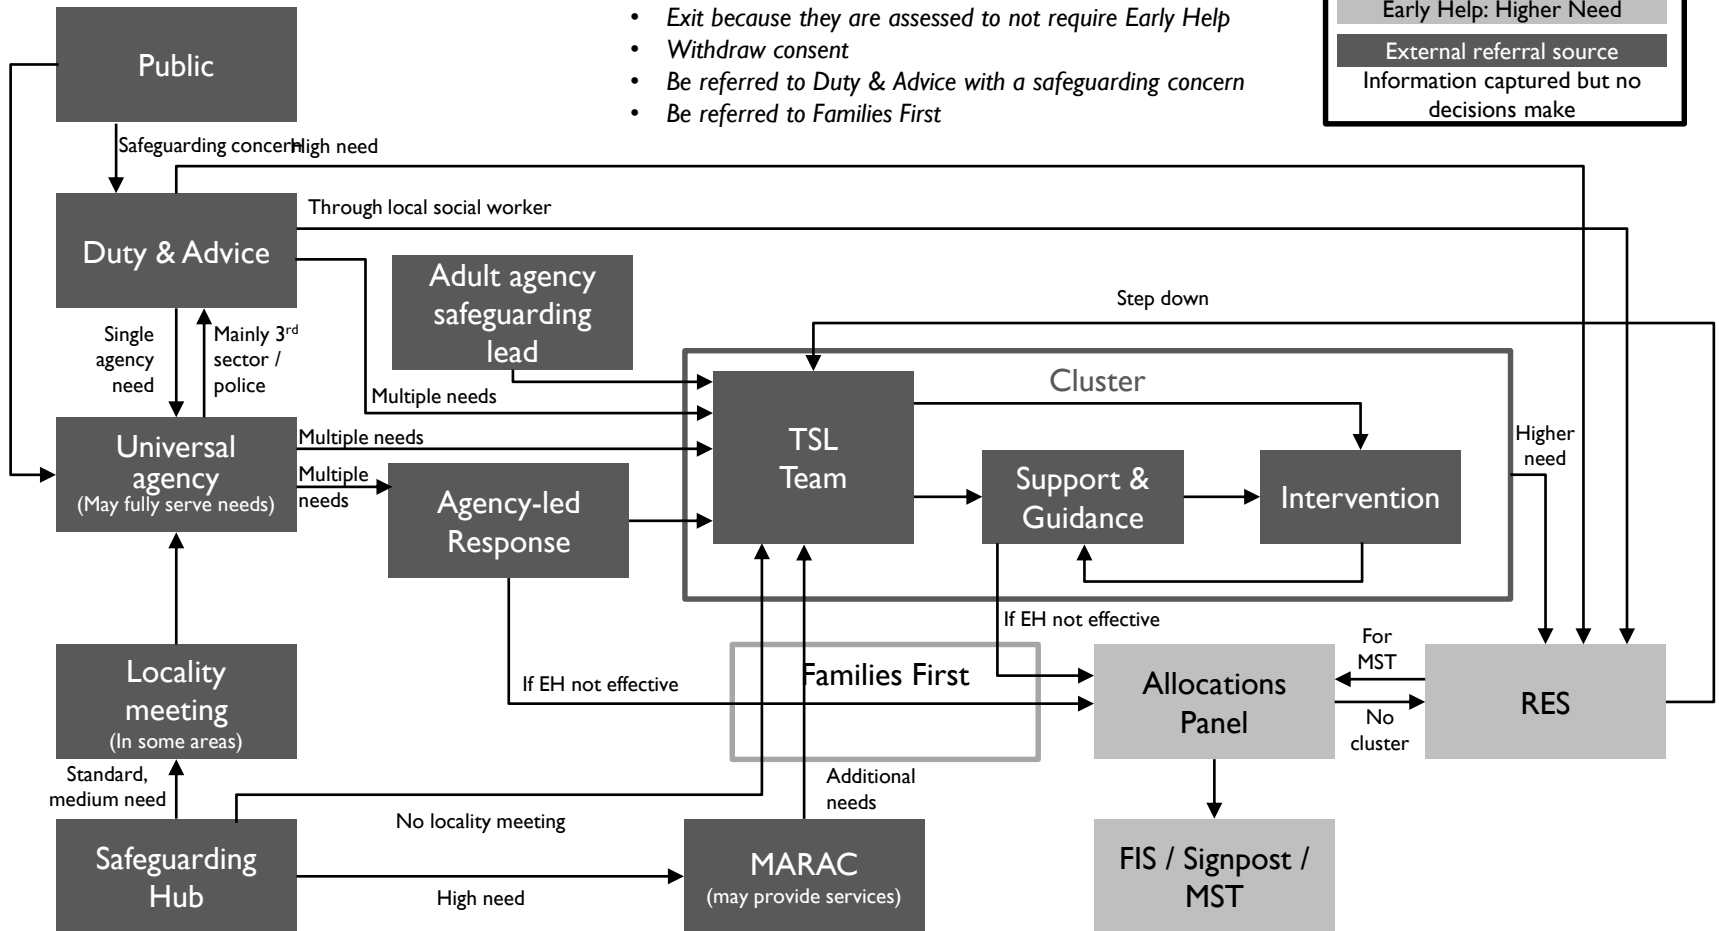 • Exit because they are assessed to not require Early Help
• Withdraw consent
• Be referred to Duty & Advice with a safeguarding concern
• Be referred to Families First
Early Help: Higher Need
External referral source
Information captured but no
decisions make
Public
Safeguarding concern
High need
Through local social worker
Duty & Advice
Adult agency
safeguarding
lead
Step down
Single
agency
need
Mainly 3rd
sector /
police
Multiple needs
Cluster
Universal
agency
(May fully serve needs)
Multiple needs
Multiple
needs
Agency-led
Response
TSL
Team
Support &
Guidance
Intervention
Higher
need
If EH not effective
Locality
meeting
(In some areas)
If EH not effective
Families First
Allocations
Panel
For
MST
No
cluster
RES
Standard,
medium need
No locality meeting
Additional
needs
Safeguarding
Hub
High need
MARAC
(may provide services)
FIS / Signpost /
MST